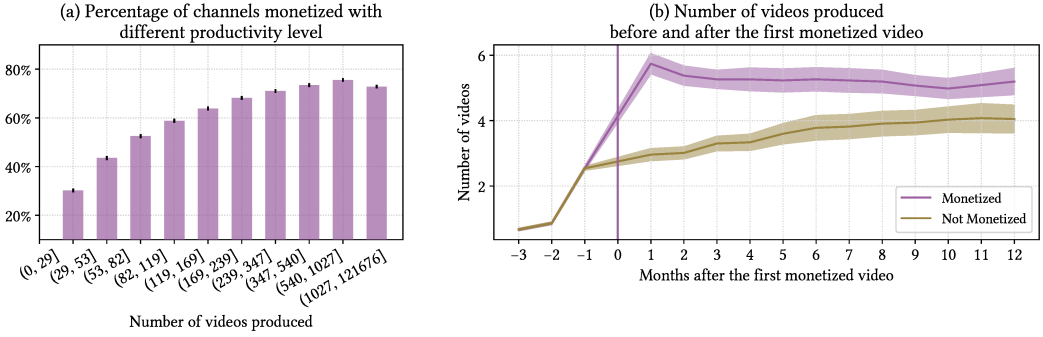 (a) Percentage of channels monetized with
different productivity level
80%
60%
40%
20%
(0, 29]
(29, 53]
(53, 82]
(82, 119]
(119, 169]
(169, 239]
(239, 347]
(347, 540]
(540, 1027]
(1027, 121676]
Number of videos produced
(b) Number of videos produced
before and after the first monetized video
Number of videos
6
4
2
Monetized
Not Monetized
−3 −2 −1 0 1 2 3 4 5 6 7 8 9 10 11 12
Months after the first monetized video